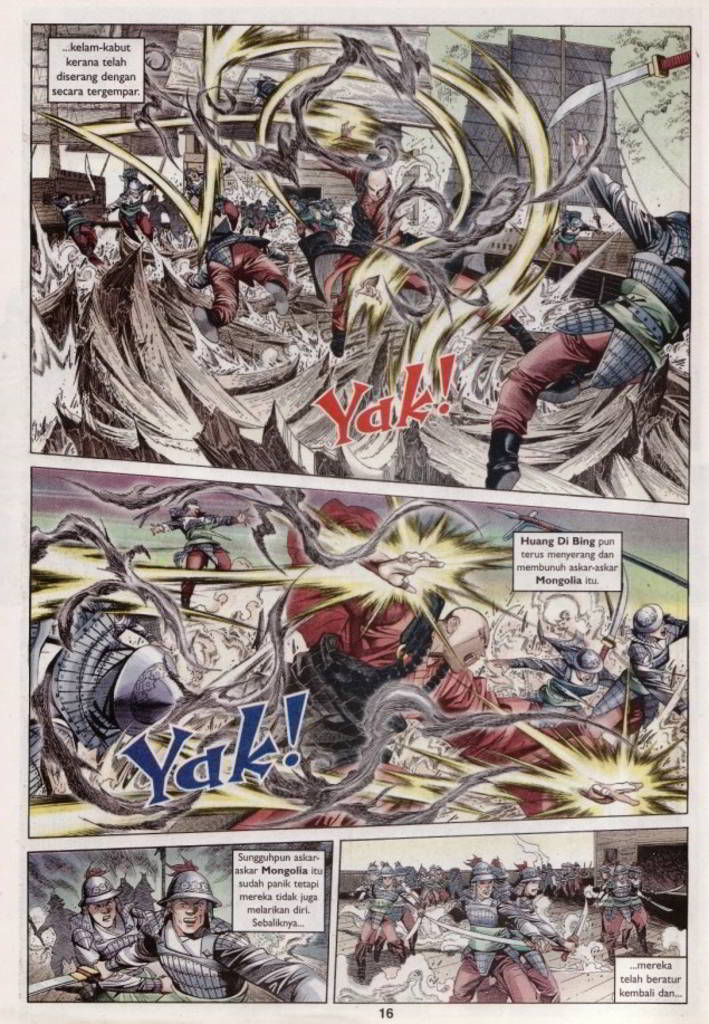 ...kelam-kabut
kerana telah
diserang dengan
secara tergempar.
Yak!
Huang Di Bing pun
terus menyerang dan
membunuh askar-askar
Mongolia itu.
Yak!
Sungguhpun askar-
askar Mongolia itu
sudah panik tetapi
mereka juga tidak
melarikan diri.
Sebaliknya...
...mereka
telah beratur
kembali dan...
16